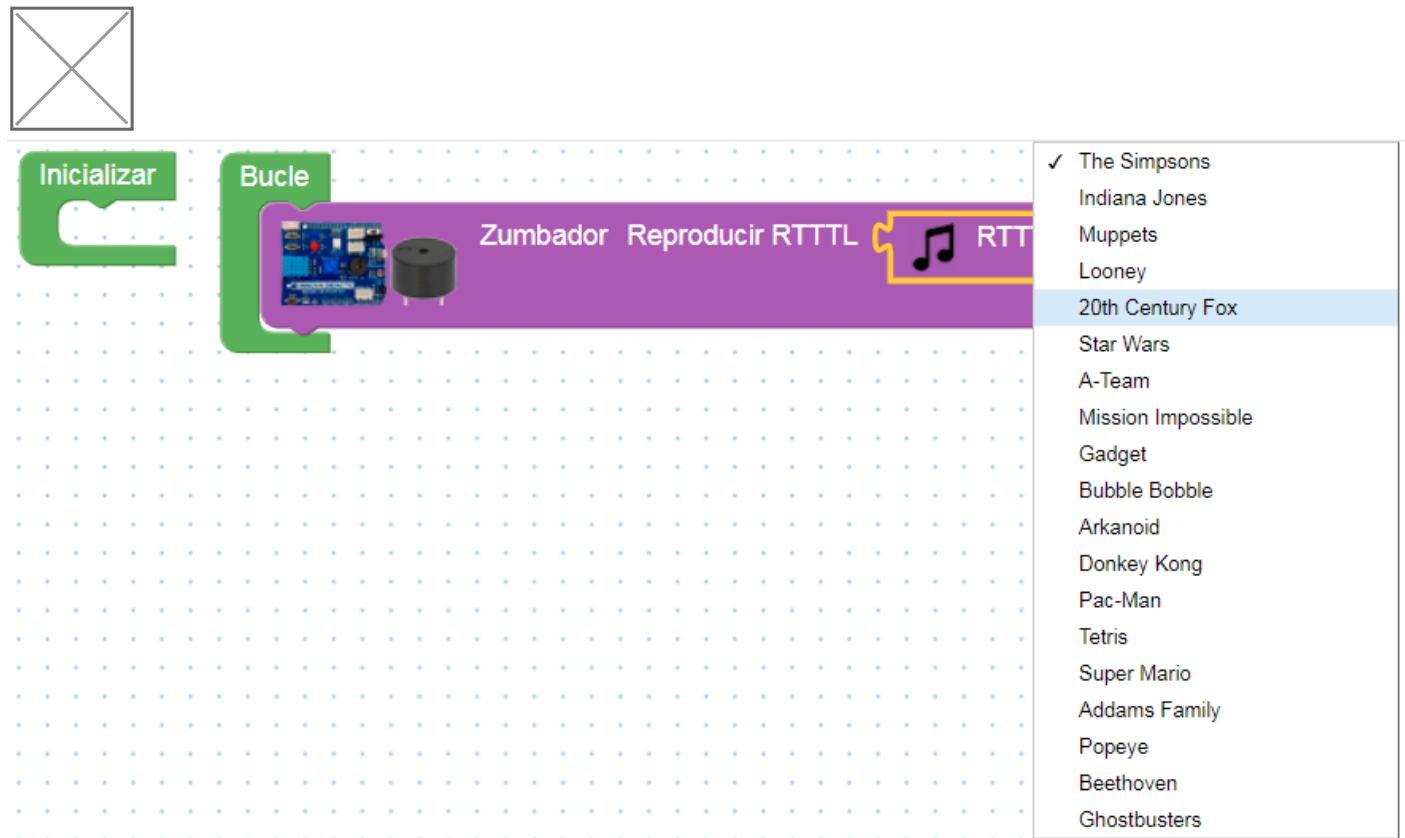 Inicializar
Bucle
Zumbador Reproducir RTTTL
RTT
✓ The Simpsons
Indiana Jones
Muppets
Looney
20th Century Fox
Star Wars
A-Team
Mission Impossible
Gadget
Bubble Bobble
Arkanoid
Donkey Kong
Pac-Man
Tetris
Super Mario
Addams Family
Popeye
Beethoven
Ghostbusters